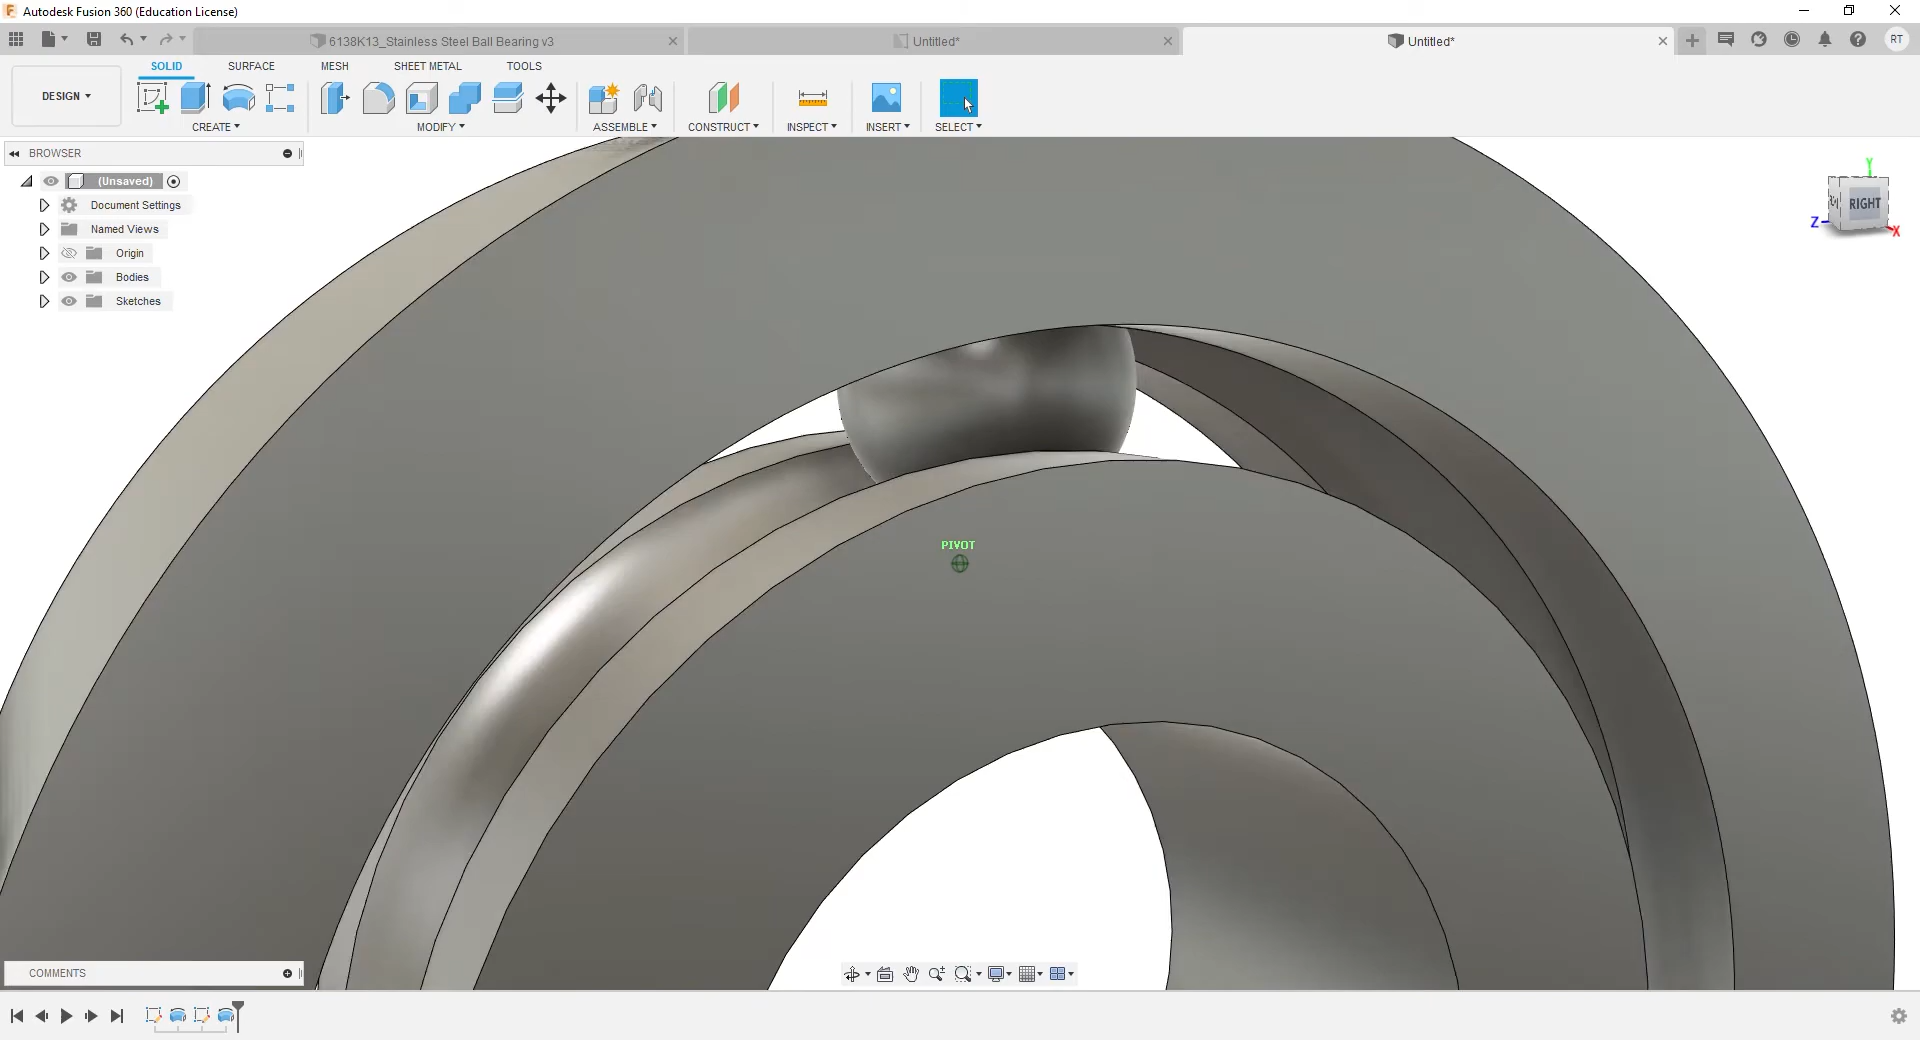 Autodesk Fusion 360 (Education License)
6138K13_Stainless Steel Ball Bearing v3
Untitled*
Untitled*
RT
DESIGN
SOLID
SURFACE
MESH
SHEET METAL
TOOLS
CREATE
MODIFY
ASSEMBLE
CONSTRUCT
INSPECT
INSERT
SELECT
BROWSER
(Unsaved)
Document Settings
Named Views
Origin
Bodies
Sketches
Y
RIGHT
Z
X
PIVOT
COMMENTS